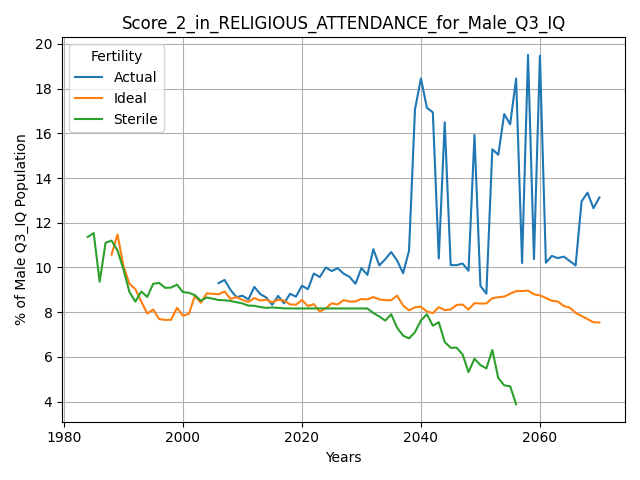 Score_2_in_RELIGIOUS_ATTENDANCE_for_Male_Q3_IQ
Fertility
Actual
Ideal
Sterile
% of Male Q3_IQ Population
20
18
16
14
12
10
8
6
4
1980
2000
2020
2040
2060
Years